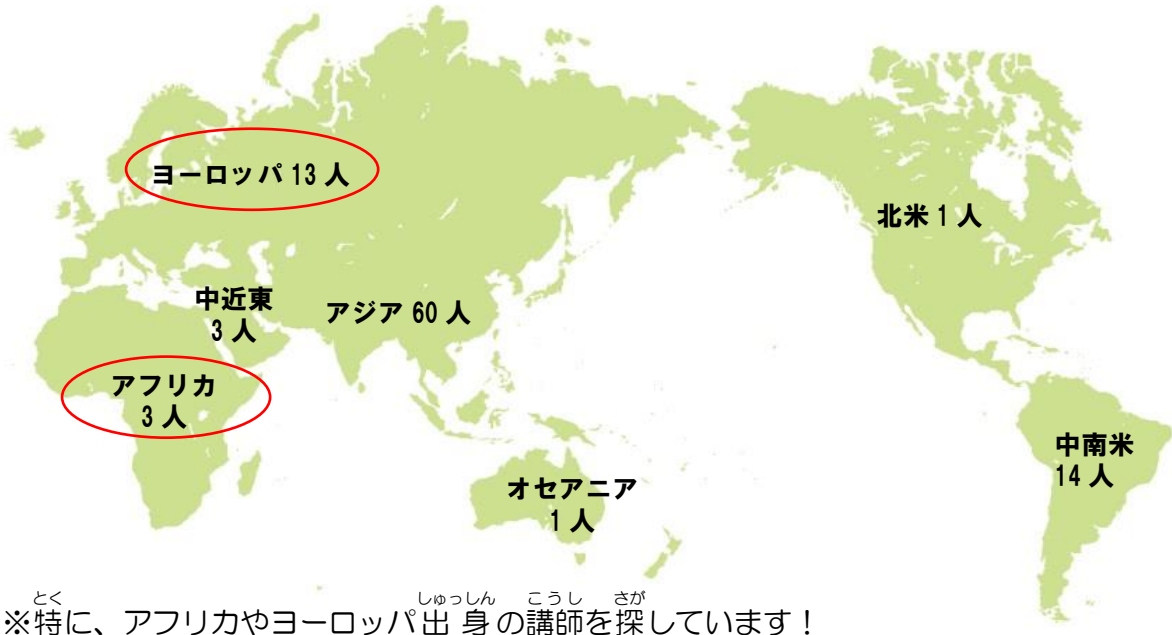 ヨーロッパ 13 人
北米 1 人
中近東
3 人
アジア 60 人
アフリカ
3 人
中南米
14 人
オセアニア
1 人
とく しゅっしん こうし さが
※特に、アフリカやヨーロッパ出身の講師を探しています！